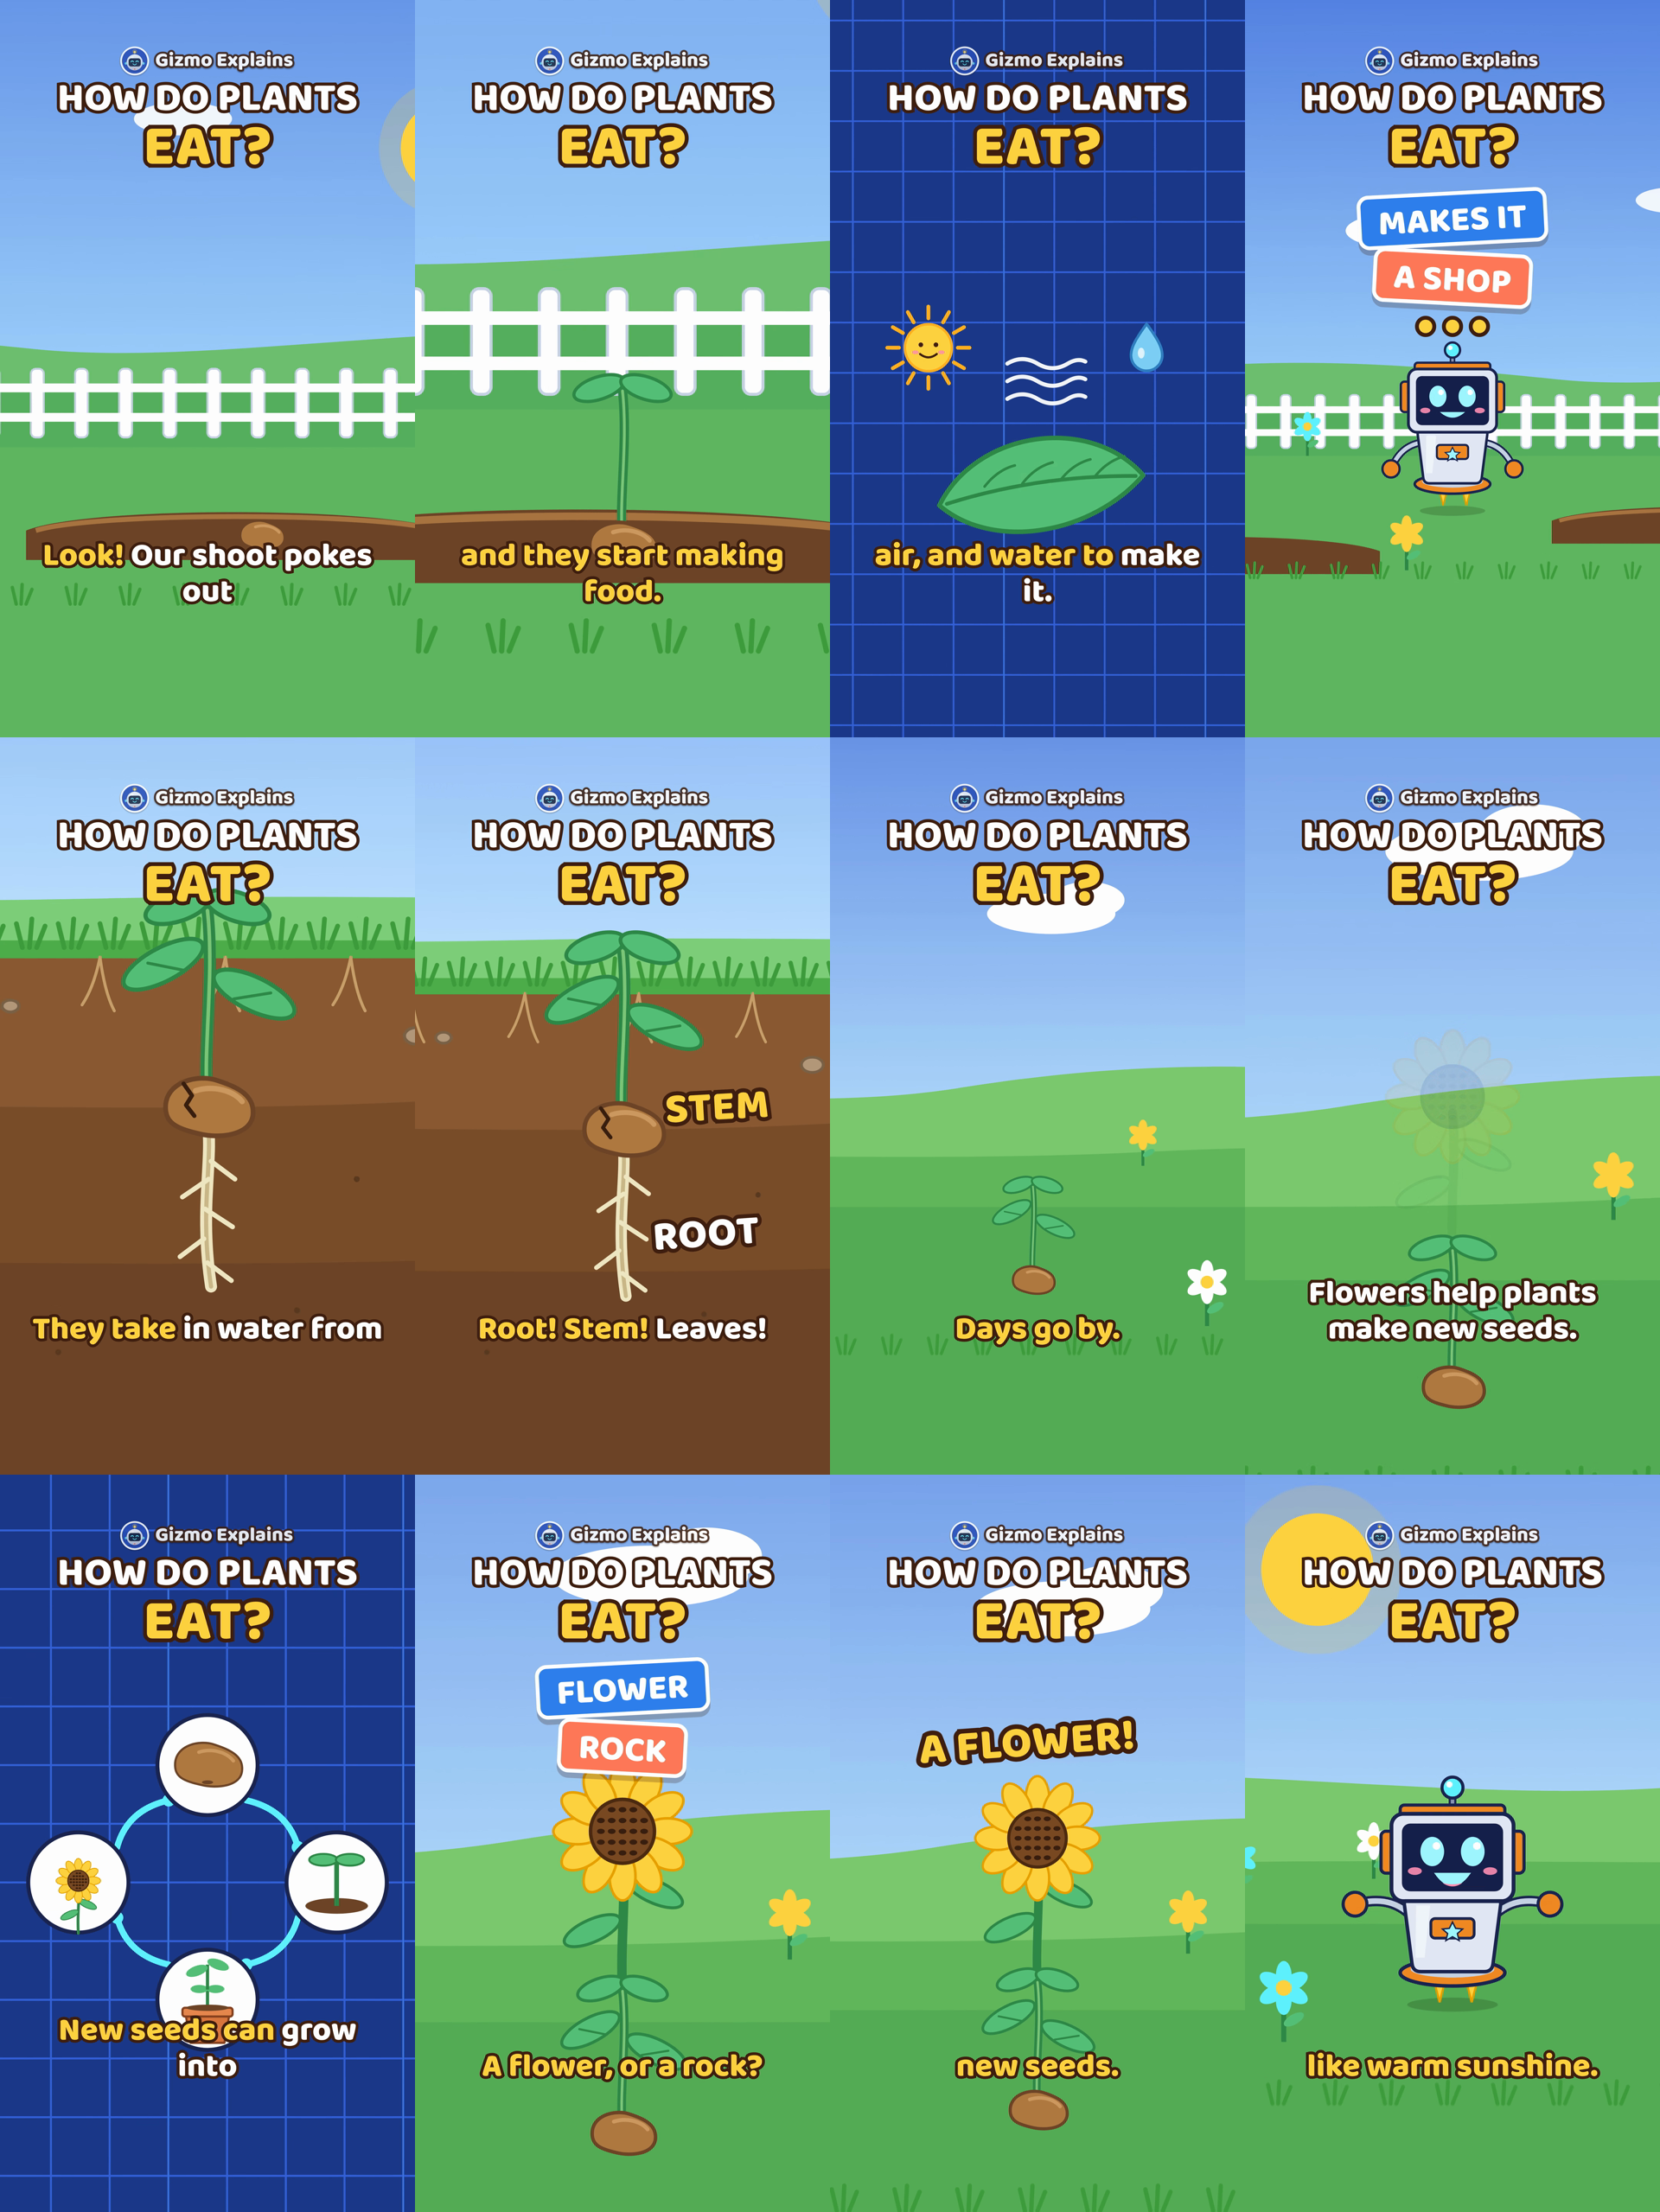 Gizmo Explains
HOW DO PLANTS
EAT?
Look! Our shoot pokes
out
Gizmo Explains
HOW DO PLANTS
EAT?
and they start making
food.
Gizmo Explains
HOW DO PLANTS
EAT?
air, and water to make
it.
Gizmo Explains
HOW DO PLANTS
EAT?
MAKES IT
A SHOP
Gizmo Explains
HOW DO PLANTS
EAT?
They take in water from
Gizmo Explains
HOW DO PLANTS
EAT?
STEM
ROOT
Root! Stem! Leaves!
Gizmo Explains
HOW DO PLANTS
EAT?
Days go by.
Gizmo Explains
HOW DO PLANTS
EAT?
Flowers help plants
make new seeds.
Gizmo Explains
HOW DO PLANTS
EAT?
New seeds can grow
into
Gizmo Explains
HOW DO PLANTS
EAT?
FLOWER
ROCK
A flower, or a rock?
Gizmo Explains
HOW DO PLANTS
EAT?
A FLOWER!
new seeds.
Gizmo Explains
HOW DO PLANTS
EAT?
like warm sunshine.